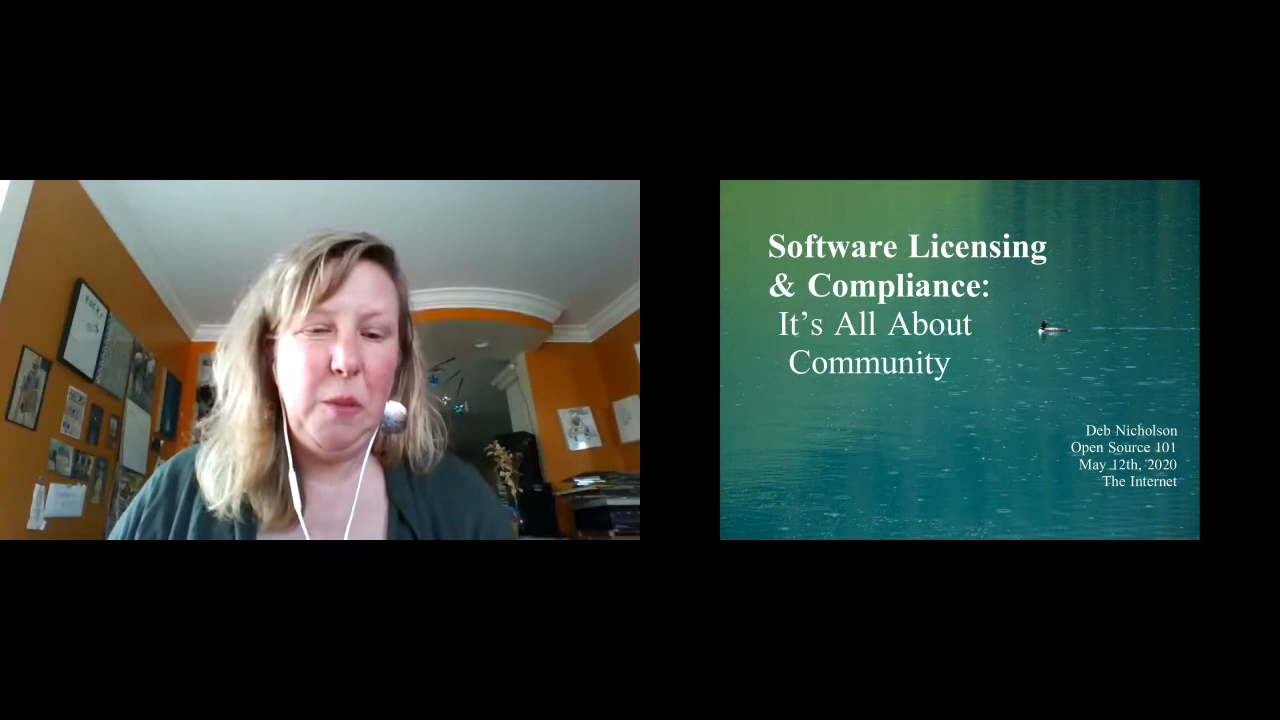 Software Licensing
& Compliance:
It's All About
Community
Deb Nicholson
Open Source 101
May 12th, 2020
The Internet